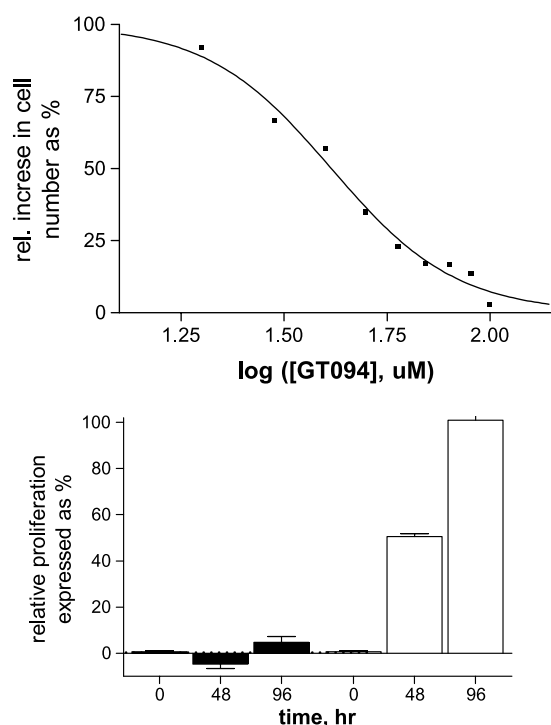 100
75
50
25
0
rel. increse in cell
number as %
1.25 1.50 1.75 2.00
log ([GT094], uM)
100
80
60
40
20
0
relative proliferation
expressed as %
0 48 96 0 48 96
time, hr